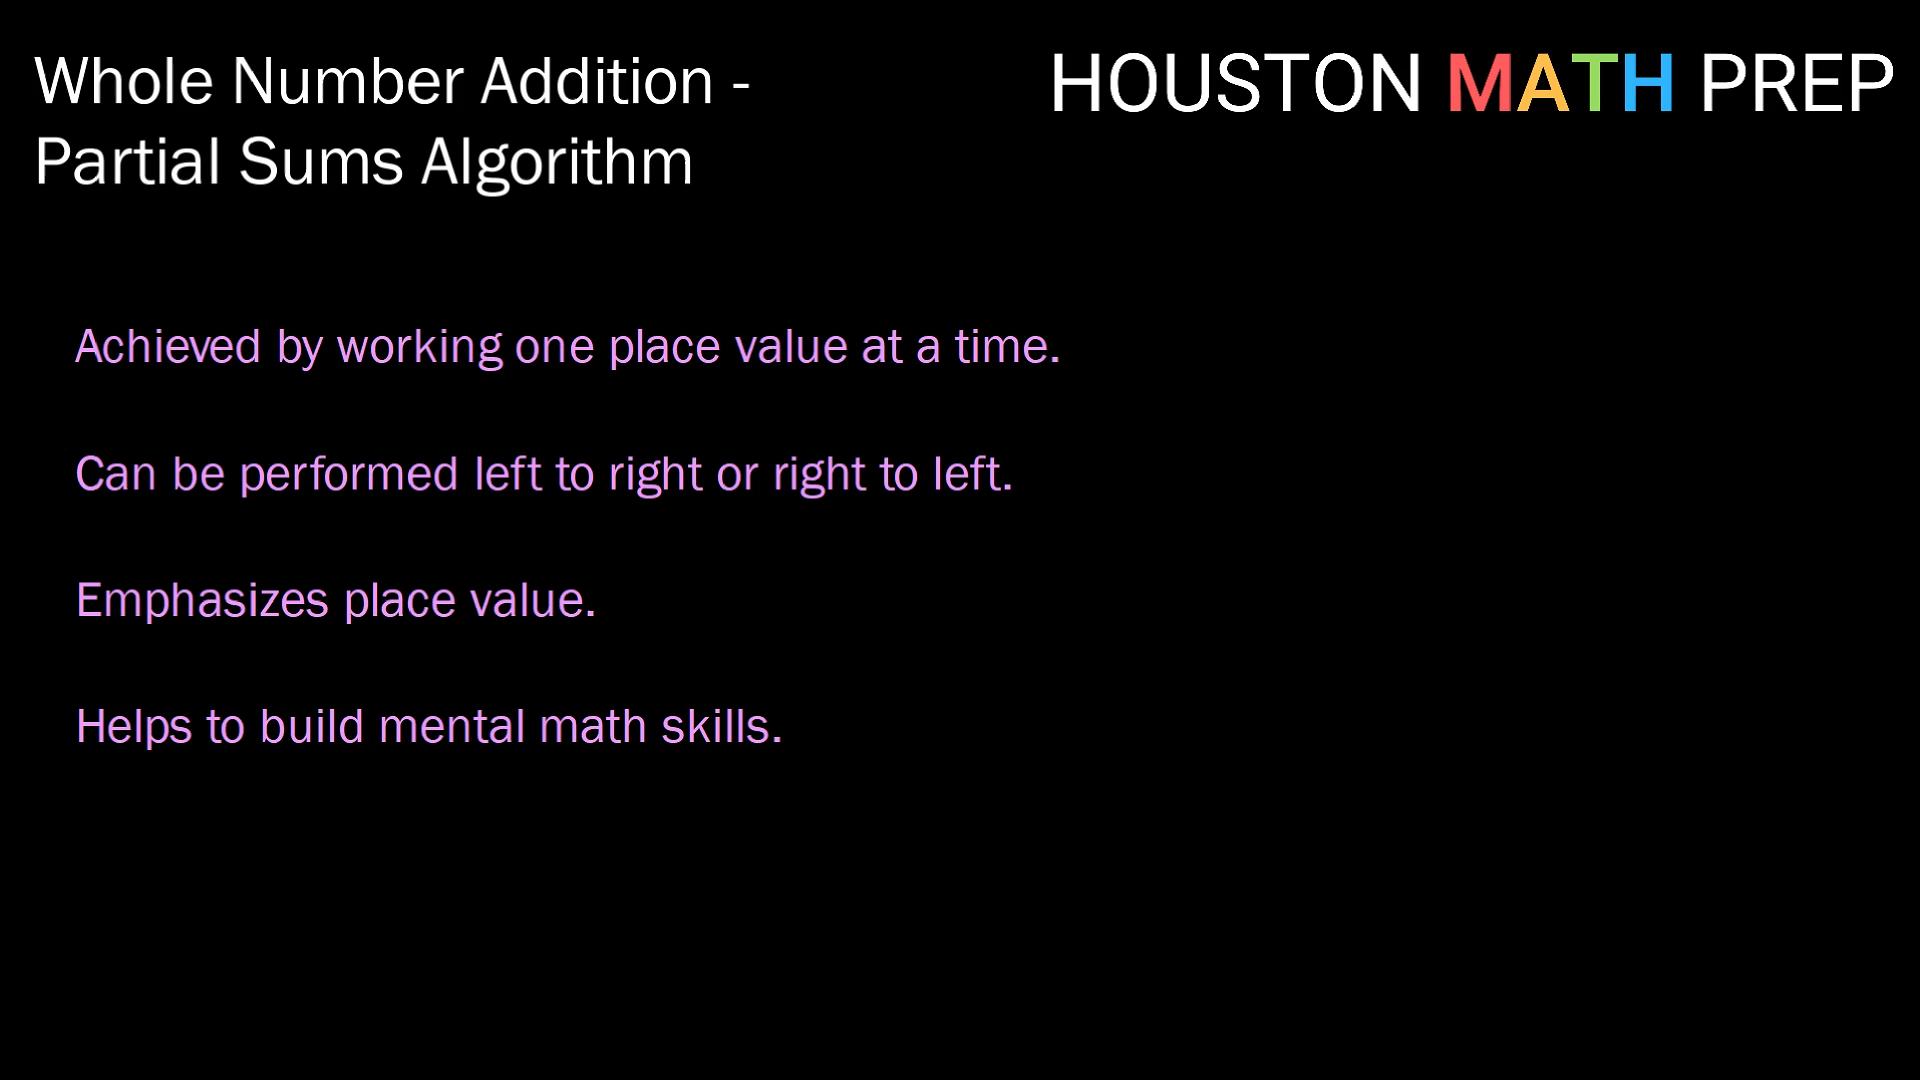 Whole Number Addition -
Partial Sums Algorithm
HOUSTON MATH PREP
Achieved by working one place value at a time.
Can be performed left to right or right to left.
Emphasizes place value.
Helps to build mental math skills.